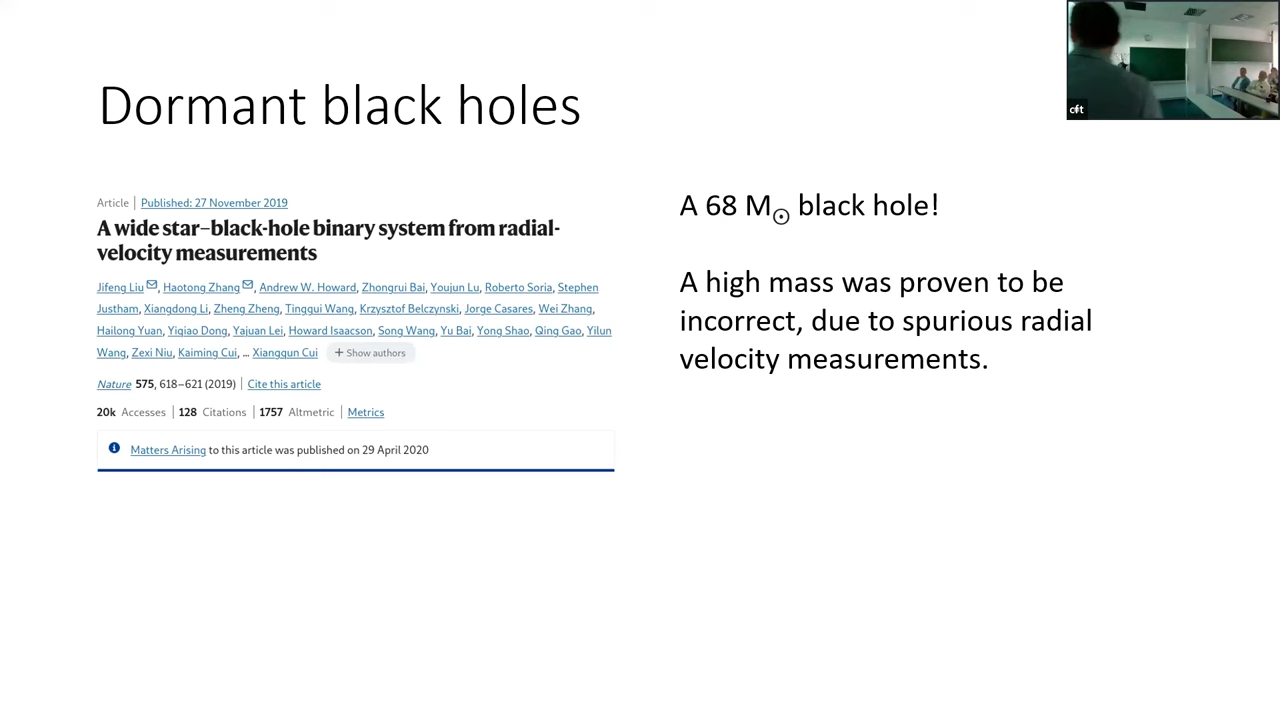 Dormant black holes
cft
Article | Published: 27 November 2019
A wide star–black-hole binary system from radial-
velocity measurements
Jifeng Liu, Haotong Zhang, Andrew W. Howard, Zhongrui Bai, Youjun Lu, Roberto Soria, Stephen
Justham, Xiangdong Li, Zheng Zheng, Tinggui Wang, Krzysztof Belczynski, Jorge Casares, Wei Zhang,
Hailong Yuan, Yiqiao Dong, Yajuan Lei, Howard Isaacson, Song Wang, Yu Bai, Yong Shao, Qing Gao, Yilun
Wang, Zexi Niu, Kaiming Cui, … Xiangqun Cui + Show authors
Nature 575, 618–621 (2019) | Cite this article
20k Accesses | 128 Citations | 1757 Altmetric | Metrics
Matters Arising to this article was published on 29 April 2020
A 68 M☉ black hole!
A high mass was proven to be
incorrect, due to spurious radial
velocity measurements.